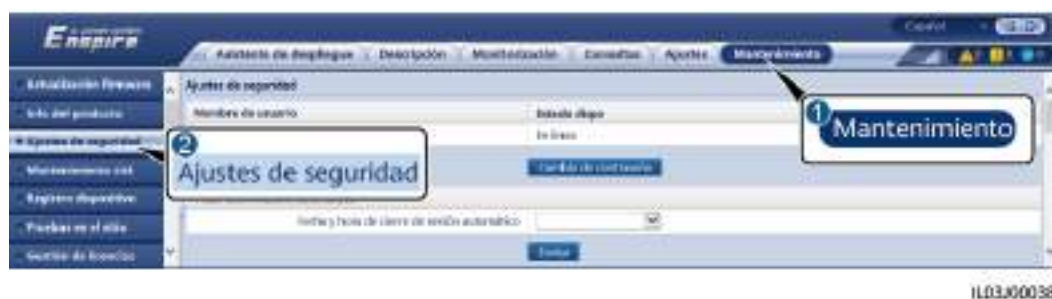 Enspire
Español
Asistente de despliegue Descripción Monitorización Consultas Ajustes Mantenimiento
Actualización firmware
Info del producto
Ajustes de seguridad
Mantenimiento
Registro dispositivo
Pruebas en el sitio
Gestión de licencias
Ajustes de seguridad
Nombre de usuario
Estado dispo
En línea
Cambio de contraseña
Fecha y hora de cierre de sesión automático
Enviar
1
Mantenimiento
2
Ajustes de seguridad
IL03J00038